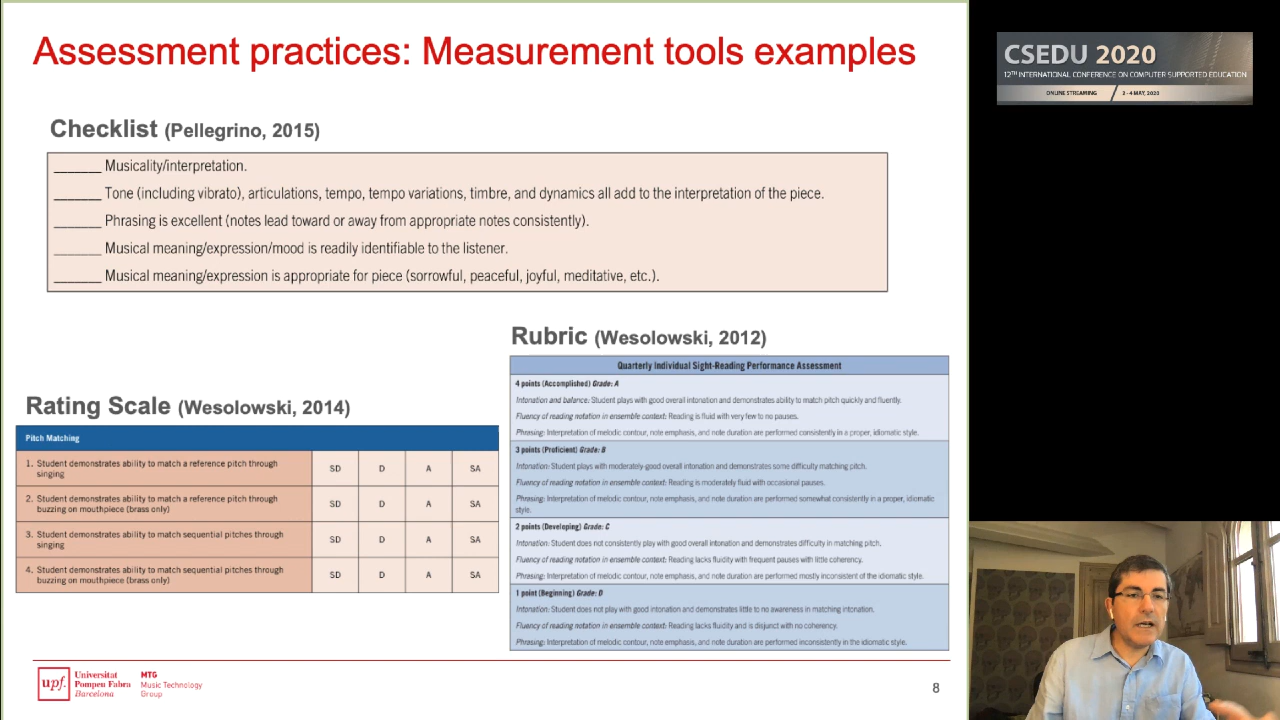 Assessment practices: Measurement tools examples
Checklist (Pellegrino, 2015)
______ Musicality/interpretation.
______ Tone (including vibrato), articulations, tempo, tempo variations, timbre, and dynamics all add to the interpretation of the piece.
______ Phrasing is excellent (notes lead toward or away from appropriate notes consistently).
______ Musical meaning/expression/mood is readily identifiable to the listener.
______ Musical meaning/expression is appropriate for piece (sorrowful, peaceful, joyful, meditative, etc.).
Rating Scale (Wesolowski, 2014)
Pitch Matching
1. Student demonstrates ability to match a reference pitch through
singing
SD D A SA
2. Student demonstrates ability to match a reference pitch through
buzzing on mouthpiece (brass only)
SD D A SA
3. Student demonstrates ability to match sequential pitches through
singing
SD D A SA
4. Student demonstrates ability to match sequential pitches through
buzzing on mouthpiece (brass only)
SD D A SA
Rubric (Wesolowski, 2012)
Quarterly Individual Sight-Reading Performance Assessment
4 points (Accomplished) Grade: A
Intonation and balance: Student plays with good overall intonation and demonstrates ability to match pitch quickly and fluently.
Fluency of reading notation in ensemble context: Reading is fluid with very few to no pauses.
Phrasing: Interpretation of melodic contour, note emphasis, and note duration are performed consistently in a proper, idiomatic style.
3 points (Proficient) Grade: B
Intonation: Student plays with moderately-good overall intonation and demonstrates some difficulty matching pitch.
Fluency of reading notation in ensemble context: Reading is moderately fluid with occasional pauses.
Phrasing: Interpretation of melodic contour, note emphasis, and note duration are performed somewhat consistently in a proper, idiomatic
style.
2 points (Developing) Grade: C
Intonation: Student does not consistently play with good overall intonation and demonstrates difficulty in matching pitch.
Fluency of reading notation in ensemble context: Reading lacks fluidity with frequent pauses with little coherency.
Phrasing: Interpretation of melodic contour, note emphasis, and note duration are performed mostly inconsistent of the idiomatic style.
1 point (Beginning) Grade: D
Intonation: Student does not play with good intonation and demonstrates little to no awareness in matching intonation.
Fluency of reading notation in ensemble context: Reading lacks fluidity and is disjunct with no coherency.
Phrasing: Interpretation of melodic contour, note emphasis, and note duration are performed inconsistently in the idiomatic style.
upf.
Universitat
Pompeu Fabra
Barcelona
MTG
Music Technology
Group
8
CSEDU 2020
12TH INTERNATIONAL CONFERENCE ON COMPUTER SUPPORTED EDUCATION
ONLINE STREAMING
2 - 4 MAY, 2020